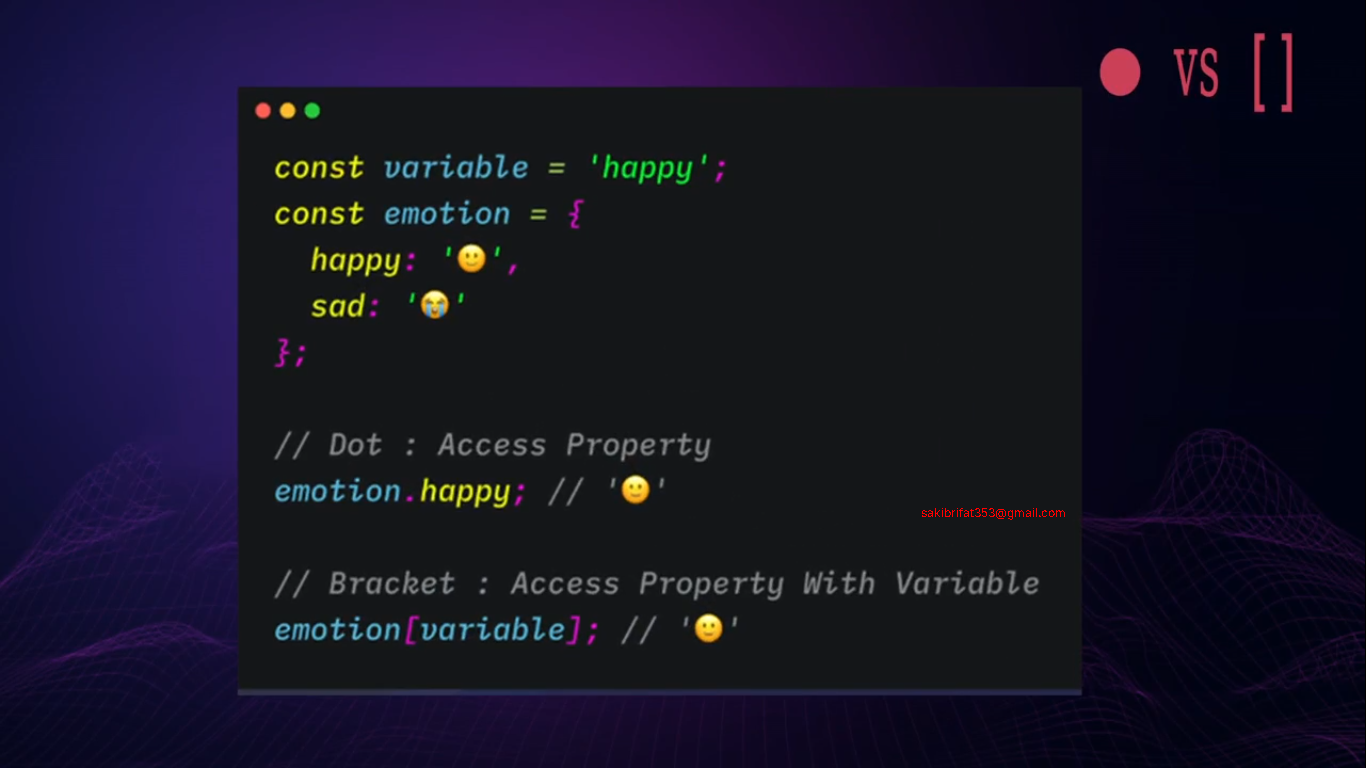 ● VS []
const variable = 'happy';
const emotion = {
happy: '🙂',
sad: '😭'
};
// Dot : Access Property
emotion.happy; // '🙂'
saklbrifat353@gmail.com
// Bracket : Access Property With Variable
emotion[variable]; // '🙂'